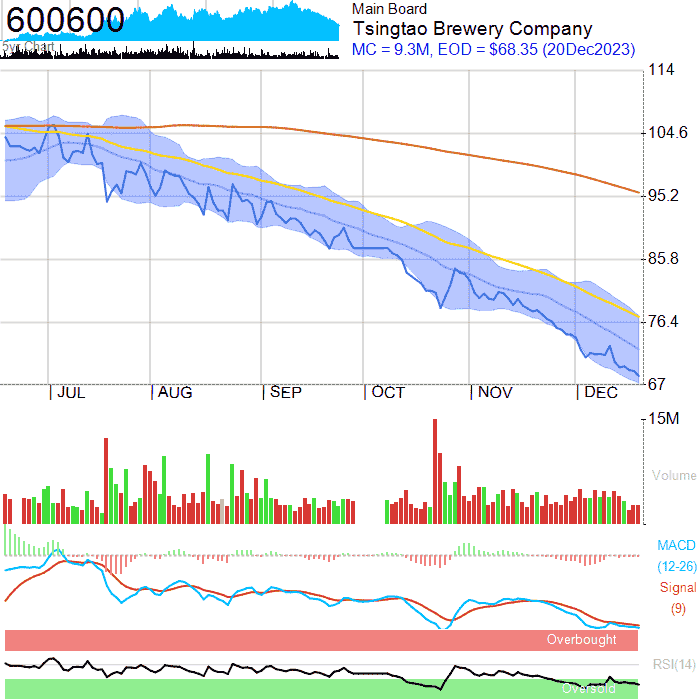 600600
5yr Chart
Main Board
Tsingtao Brewery Company
MC = 9.3M, EOD = $68.35 (20Dec2023)
114
104.6
95.2
85.8
76.4
67
JUL AUG SEP OCT NOV DEC
15M
Volume
MACD
(12-26)
Signal
(9)
Overbought
RSI(14)
Oversold